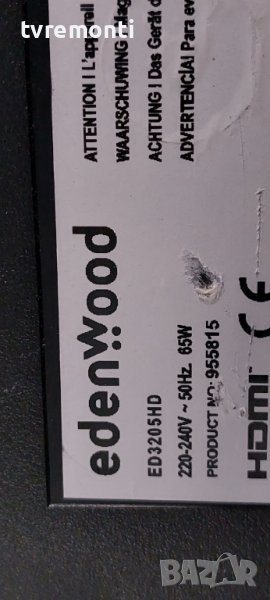 tvremonti
ATTENTION ! L'appareil
WAARSCHUWING
ACHTUNG ! Das Gerät d
ADVERTENCIA! Para ev
edenwood
ED3205HD
220-240V ~ 50Hz. 65W
PRODUCT NO: 955815
HDMI CE
BAZAR